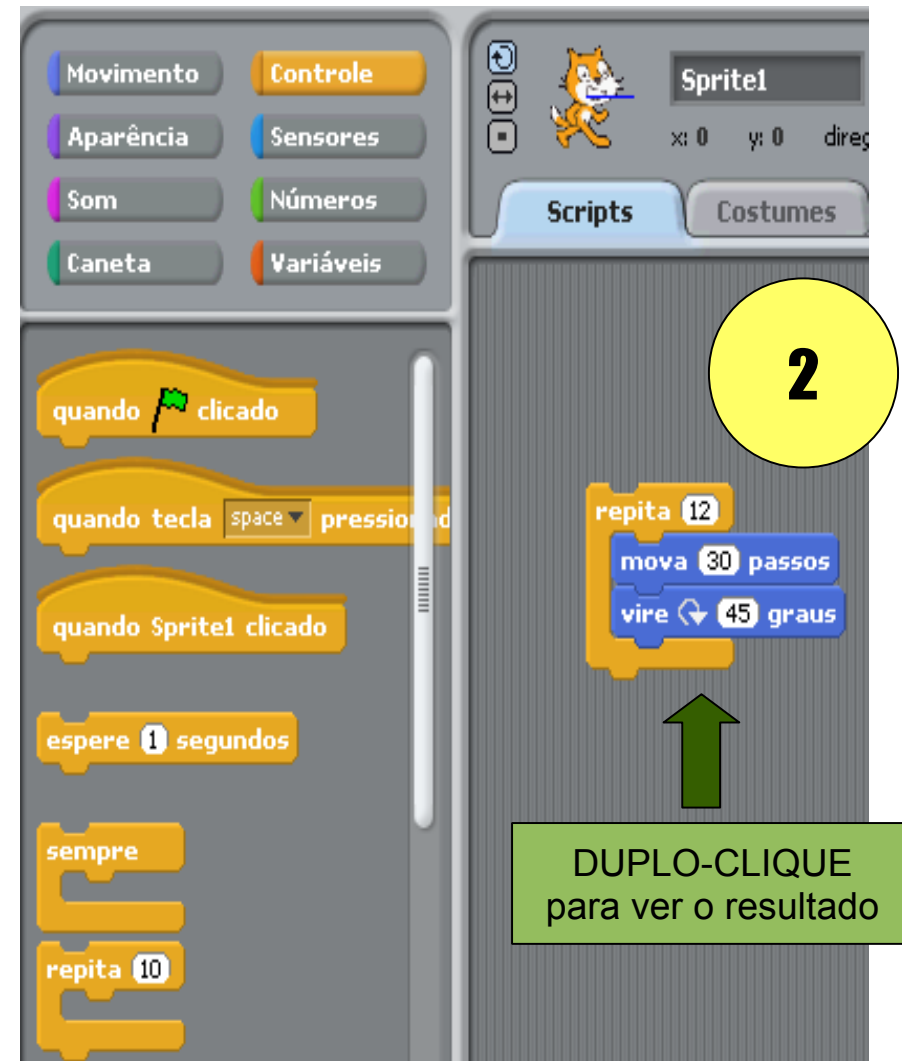 Movimento
Controle
Aparência
Sensores
Som
Números
Caneta
Variáveis
Sprite1
x: 0 y: 0 direç
Scripts
Costumes
2
quando clicado
quando tecla space pression d
quando Sprite1 clicado
espere 1 segundos
sempre
repita 10
repita 12
mova 30 passos
vire 45 graus
DUPLO-CLIQUE
para ver o resultado